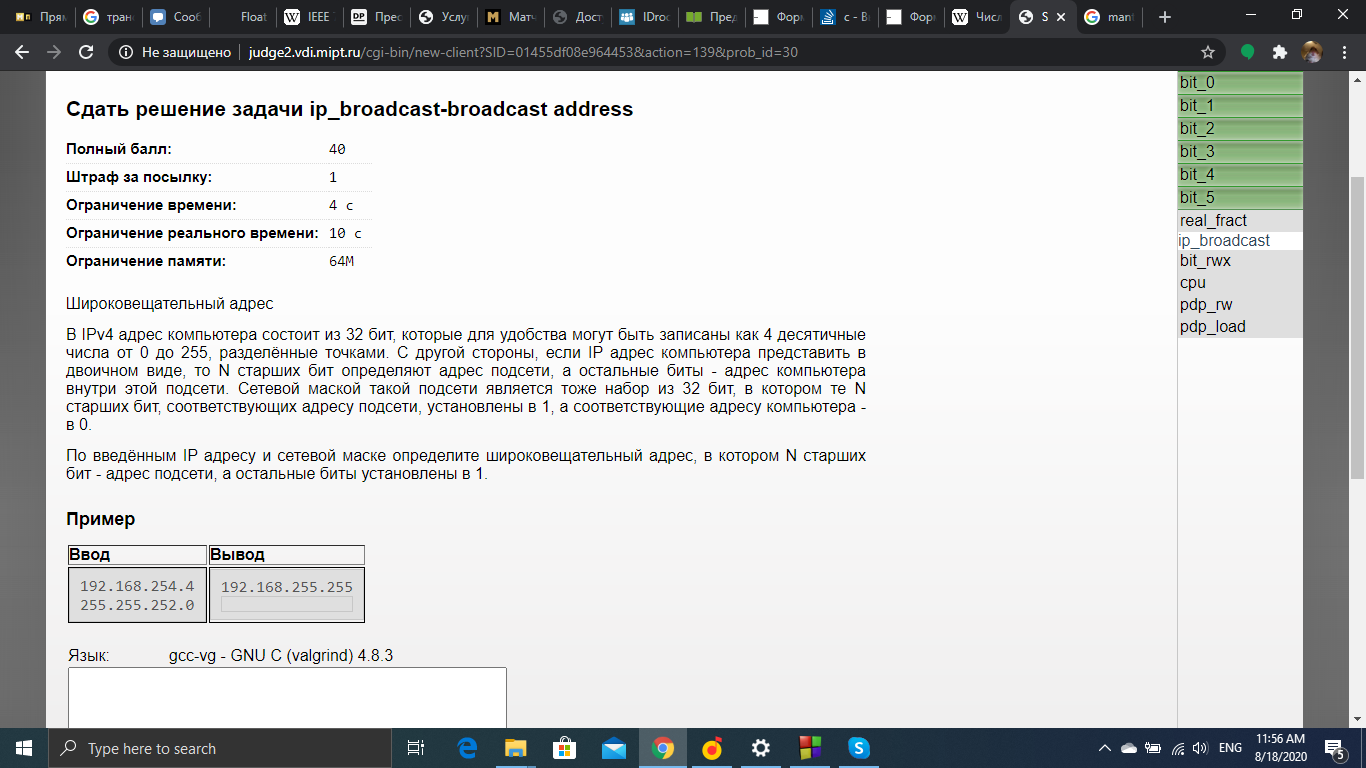 Прям
тран
Сооб
Float
IEEE
Прес
Услу
Матч
Дост
IDroc
Пред
Форм
c - Bi
Форм
Числ
S
mant
Не защищено
judge2.vdi.mipt.ru/cgi-bin/new-client?SID=01455df08e964453&action=139&prob_id=30
Сдать решение задачи ip_broadcast-broadcast address
Полный балл: 40
Штраф за посылку: 1
Ограничение времени: 4 с
Ограничение реального времени: 10 с
Ограничение памяти: 64M
Широковещательный адрес
В IPv4 адрес компьютера состоит из 32 бит, которые для удобства могут быть записаны как 4 десятичные
числа от 0 до 255, разделённые точками. С другой стороны, если IP адрес компьютера представить в
двоичном виде, то N старших бит определяют адрес подсети, а остальные биты - адрес компьютера
внутри этой подсети. Сетевой маской такой подсети является тоже набор из 32 бит, в котором те N
старших бит, соответствующих адресу подсети, установлены в 1, а соответствующие адресу компьютера -
в 0.
По введённым IP адресу и сетевой маске определите широковещательный адрес, в котором N старших
бит - адрес подсети, а остальные биты установлены в 1.
Пример
Ввод Вывод
192.168.254.4 192.168.255.255
255.255.252.0
Язык: gcc-vg - GNU C (valgrind) 4.8.3
bit_0
bit_1
bit_2
bit_3
bit_4
bit_5
real_fract
ip_broadcast
bit_rwx
cpu
pdp_rw
pdp_load
Type here to search
ENG
11:56 AM
8/18/2020
5